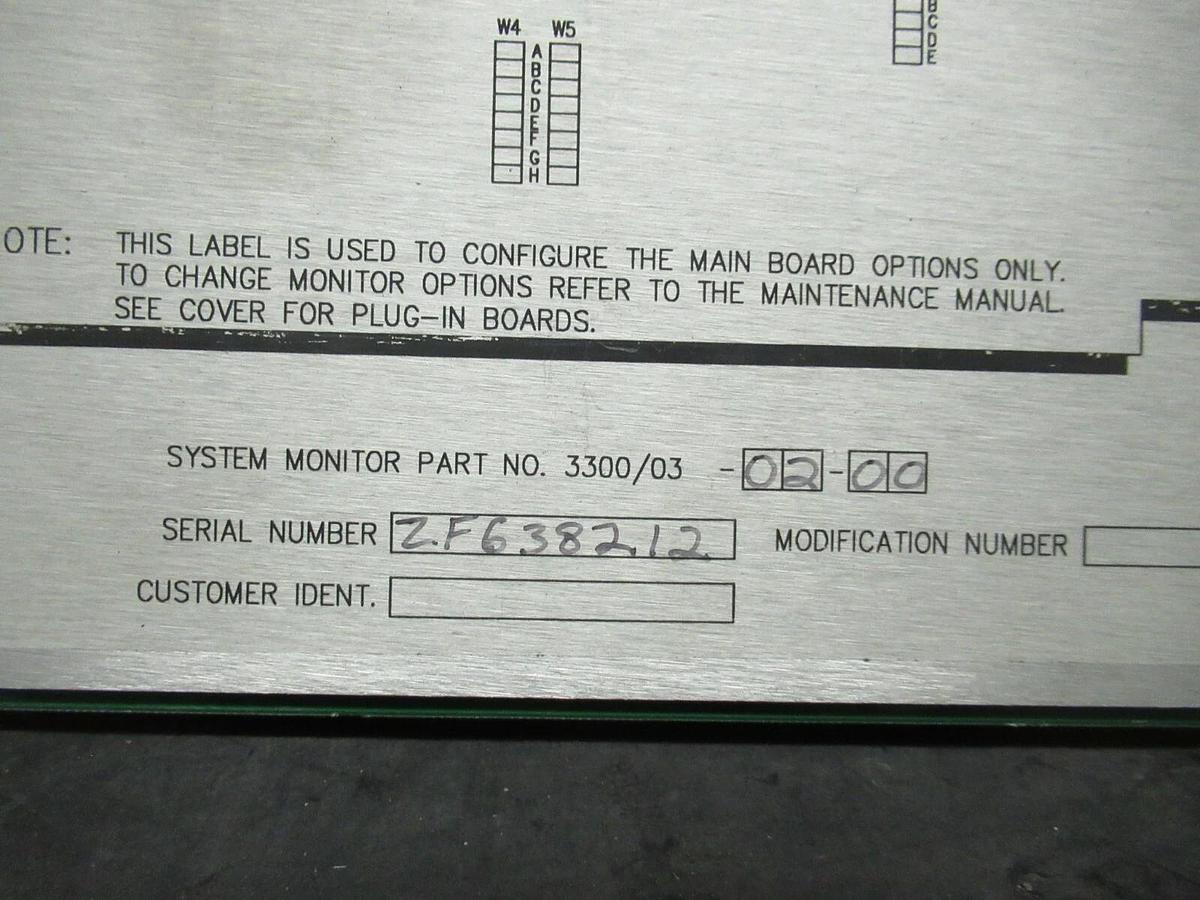 W4 W5
A
B
C
D
E
F
G
H
B
C
D
E
OTE: THIS LABEL IS USED TO CONFIGURE THE MAIN BOARD OPTIONS ONLY.
TO CHANGE MONITOR OPTIONS REFER TO THE MAINTENANCE MANUAL.
SEE COVER FOR PLUG-IN BOARDS.
SYSTEM MONITOR PART NO. 3300/03 -02-00
SERIAL NUMBER Z.F638212 MODIFICATION NUMBER
CUSTOMER IDENT.